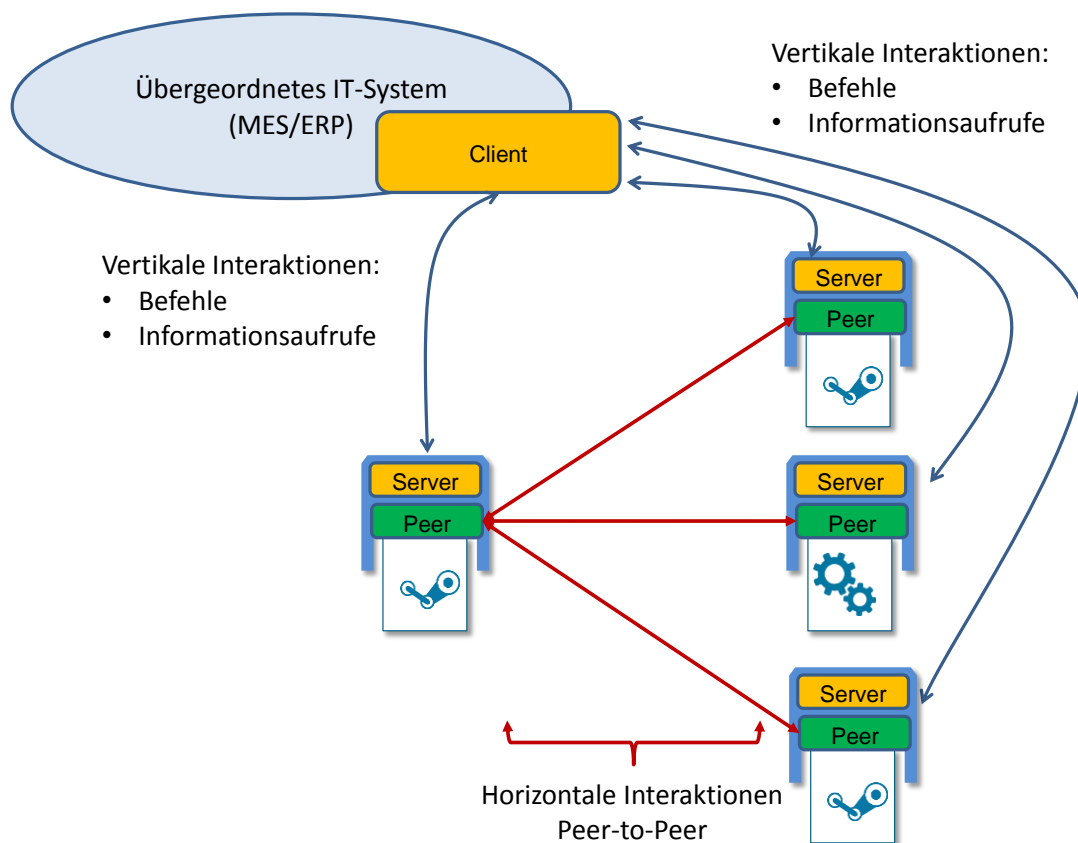 Vertikale Interaktionen:
• Befehle
• Informationsaufrufe
Übergeordnetes IT-System
(MES/ERP)
Client
Vertikale Interaktionen:
• Befehle
• Informationsaufrufe
Server
Peer
Server
Peer
Server
Peer
Server
Peer
Horizontale Interaktionen
Peer-to-Peer